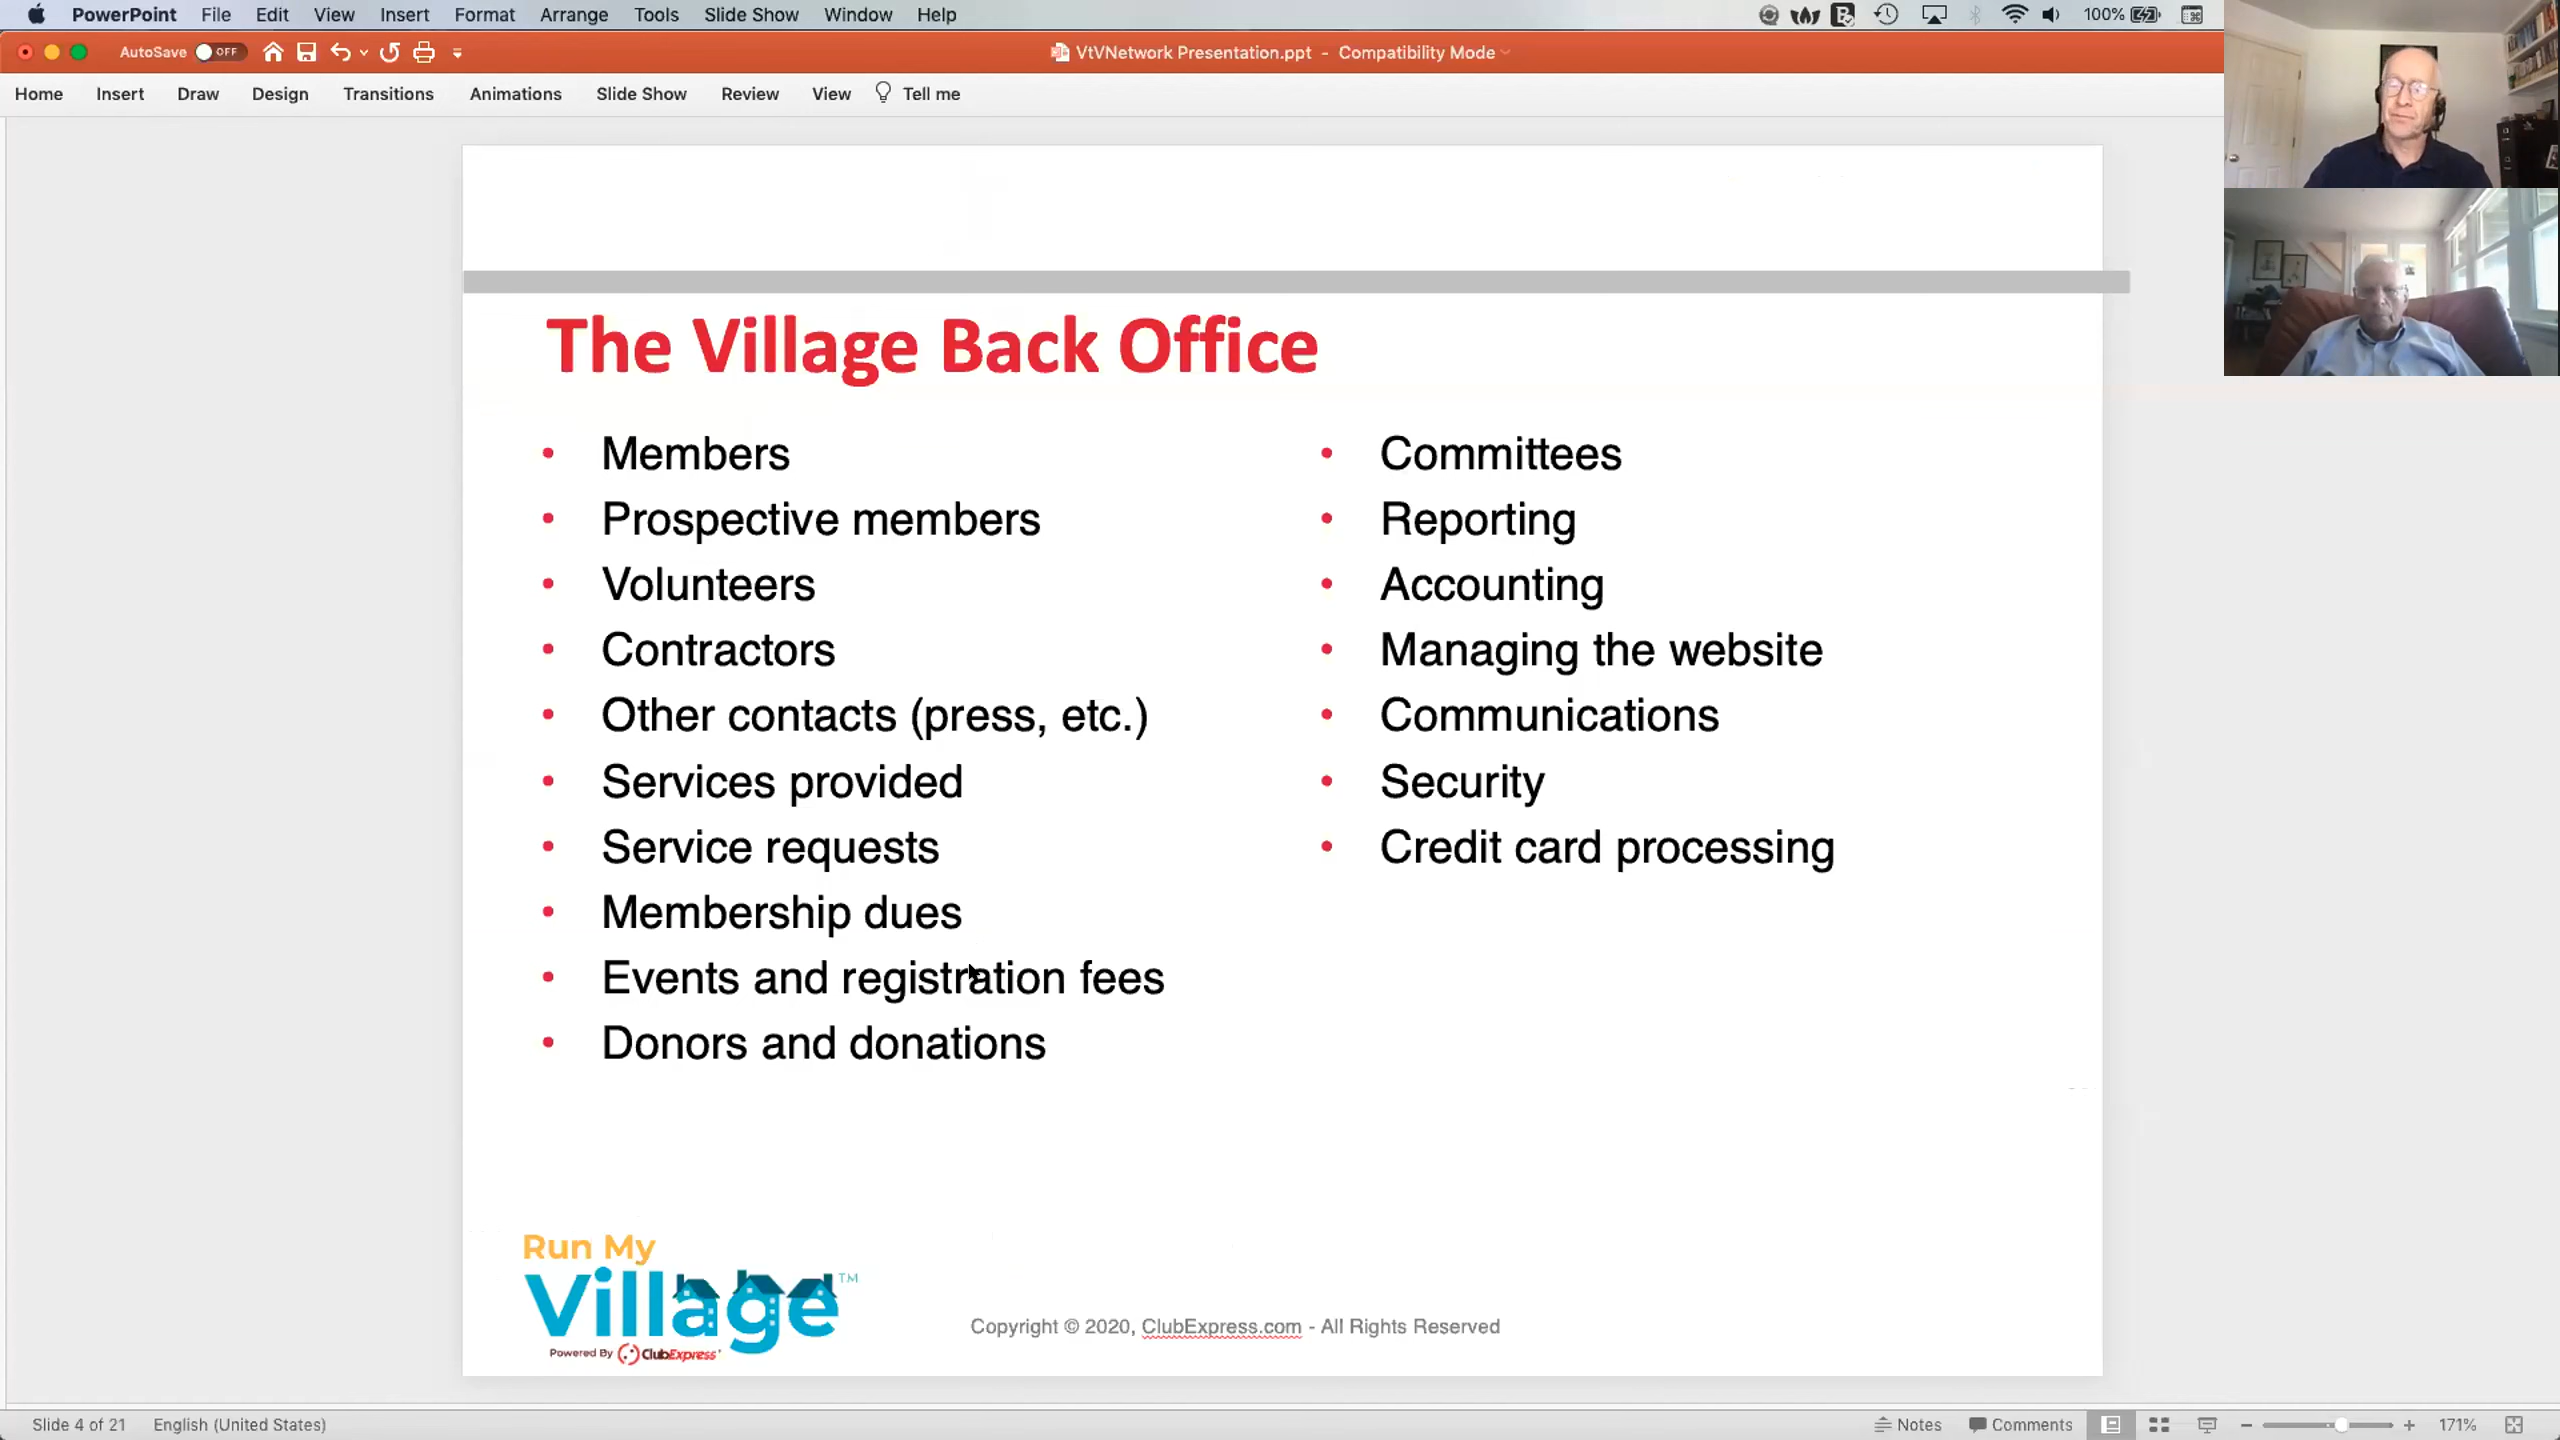 PowerPoint File Edit View Insert Format Arrange Tools Slide Show Window Help 100%
AutoSave OFF VtVNetwork Presentation.ppt - Compatibility Mode
Home Insert Draw Design Transitions Animations Slide Show Review View Tell me
The Village Back Office
• Members
• Prospective members
• Volunteers
• Contractors
• Other contacts (press, etc.)
• Services provided
• Service requests
• Membership dues
• Events and registration fees
• Donors and donations
• Committees
• Reporting
• Accounting
• Managing the website
• Communications
• Security
• Credit card processing
Run My
Village™
Powered By ClubExpress
Copyright © 2020, ClubExpress.com - All Rights Reserved
Slide 4 of 21 English (United States) Notes Comments 171%